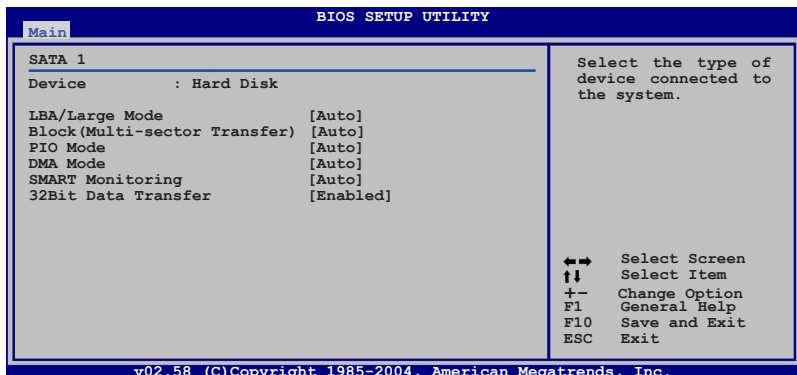 BIOS SETUP UTILITY
Main
SATA 1
Device : Hard Disk
LBA/Large Mode [Auto]
Block(Multi-sector Transfer) [Auto]
PIO Mode [Auto]
DMA Mode [Auto]
SMART Monitoring [Auto]
32Bit Data Transfer [Enabled]
Select the type of
device connected to
the system.
←→ Select Screen
↑↓ Select Item
+- Change Option
F1 General Help
F10 Save and Exit
ESC Exit
v02.58 (C)Copyright 1985-2004, American Megatrends, Inc.